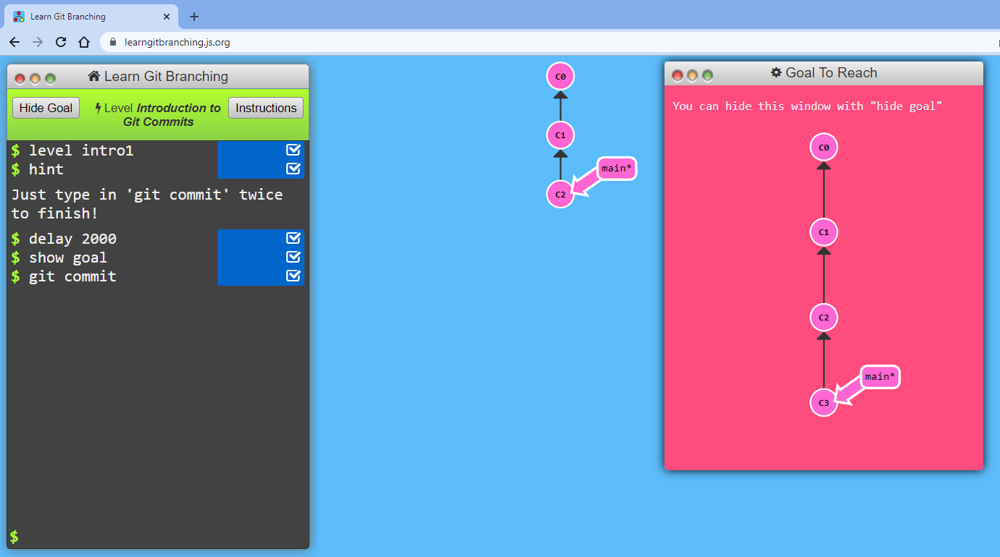 Learn Git Branching
learngitbranching.js.org
Learn Git Branching
Hide Goal
Level Introduction to
Git Commits
Instructions
$ level intro1
$ hint
Just type in 'git commit' twice
to finish!
$ delay 2000
$ show goal
$ git commit
$
C0
C1
main*
C2
Goal To Reach
You can hide this window with "hide goal"
C0
C1
C2
main*
C3